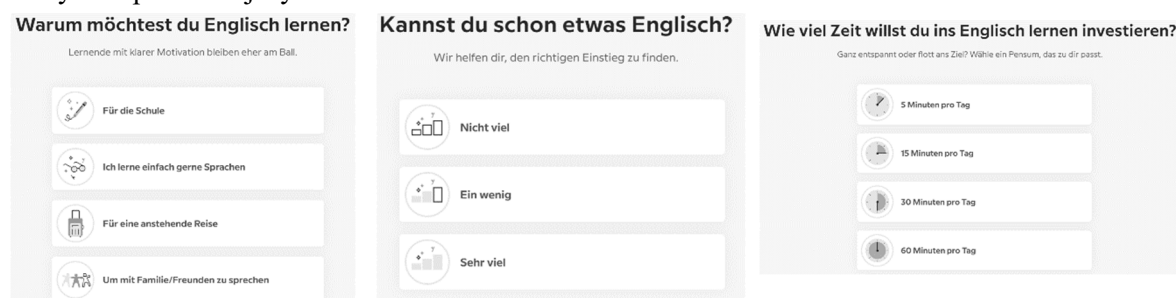 Warum möchtest du Englisch lernen?
Lernende mit klarer Motivation bleiben eher am Ball.
Für die Schule
Ich lerne einfach gerne Sprachen
Für eine anstehende Reise
Um mit Familie/Freunden zu sprechen
Kannst du schon etwas Englisch?
Wir helfen dir, den richtigen Einstieg zu finden.
Nicht viel
Ein wenig
Sehr viel
Wie viel Zeit willst du ins Englisch lernen investieren?
Ganz entspannt oder flott ans Ziel? Wähle ein Pensum, das zu dir passt.
5 Minuten pro Tag
15 Minuten pro Tag
30 Minuten pro Tag
60 Minuten pro Tag